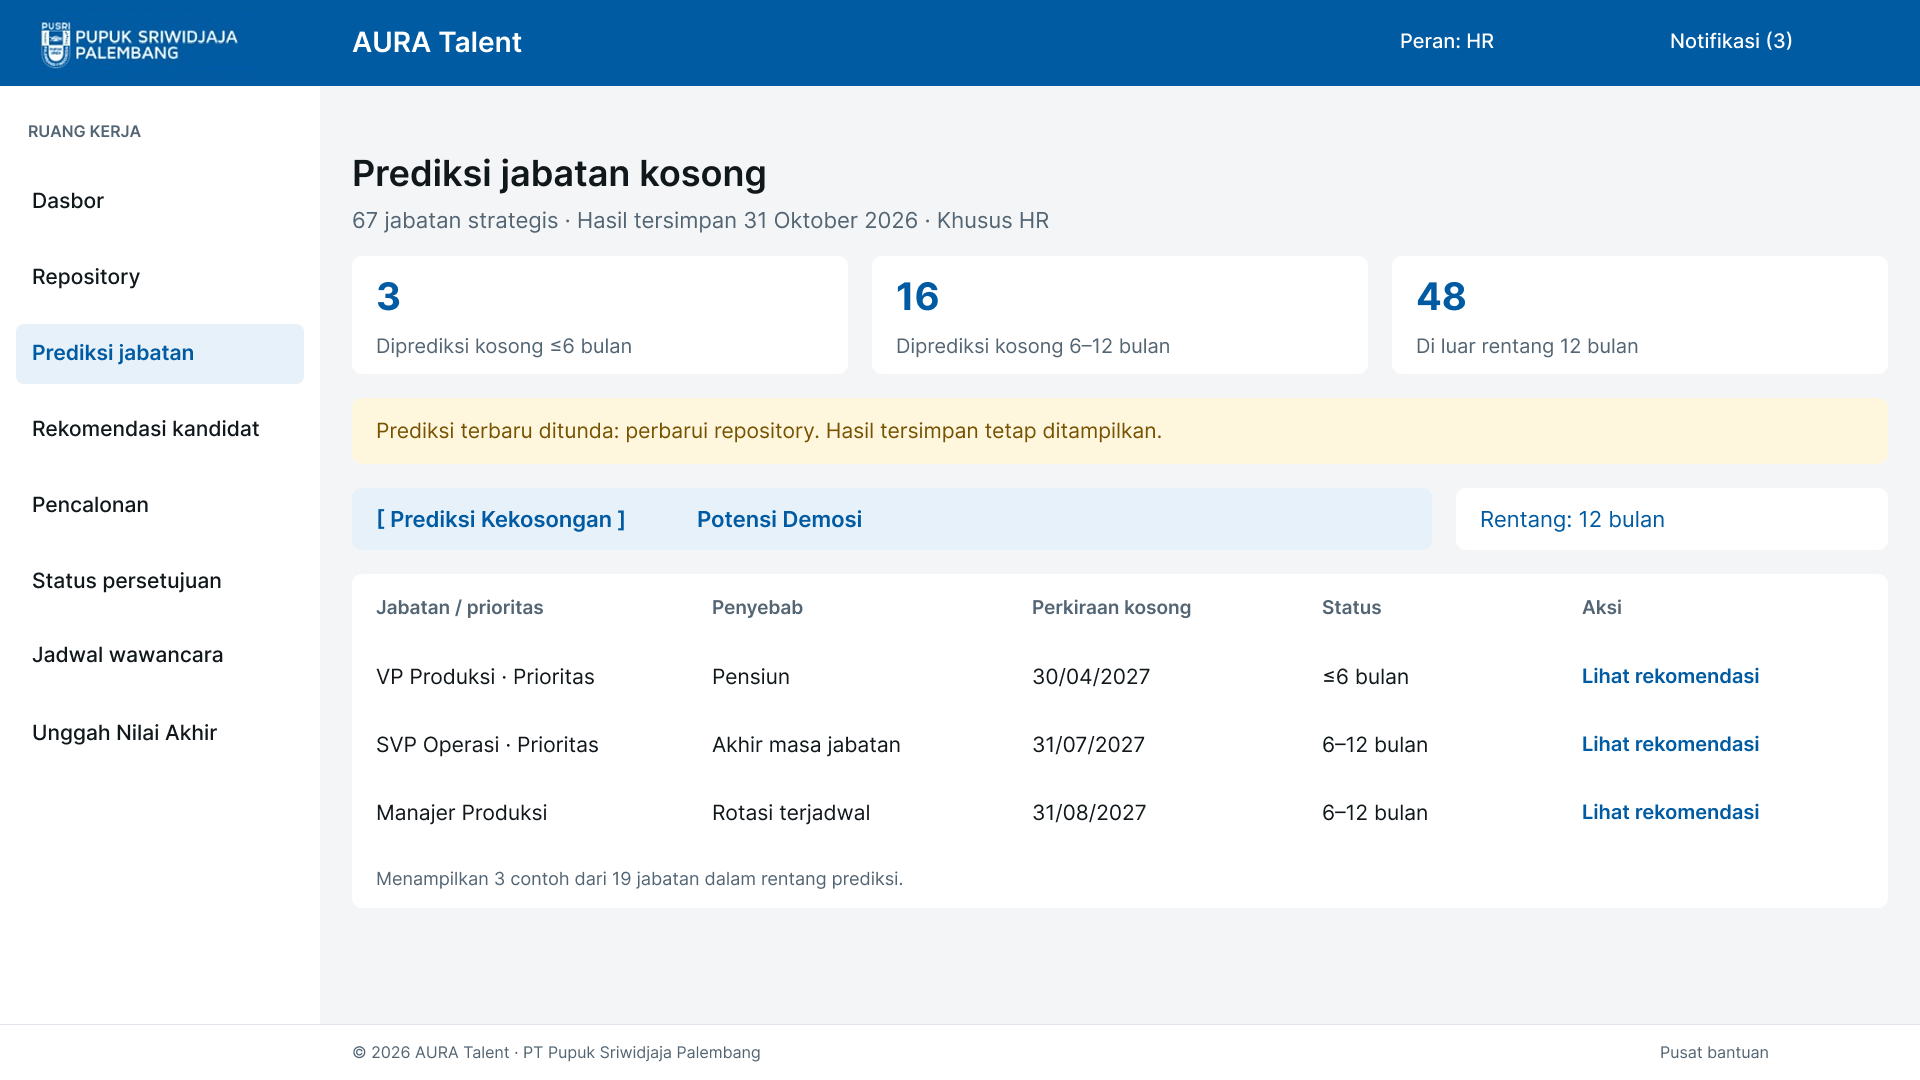 PUSRI
PUPUK SRIWIDJAJA
PALEMBANG
AURA Talent
Peran: HR
Notifikasi (3)
RUANG KERJA
Dasbor
Repository
Prediksi jabatan
Rekomendasi kandidat
Pencalonan
Status persetujuan
Jadwal wawancara
Unggah Nilai Akhir
Prediksi jabatan kosong
67 jabatan strategis · Hasil tersimpan 31 Oktober 2026 · Khusus HR
3
Diprediksi kosong ≤6 bulan
16
Diprediksi kosong 6–12 bulan
48
Di luar rentang 12 bulan
Prediksi terbaru ditunda: perbarui repository. Hasil tersimpan tetap ditampilkan.
[ Prediksi Kekosongan ] Potensi Demosi
Rentang: 12 bulan
Jabatan / prioritas Penyebab Perkiraan kosong Status Aksi
VP Produksi · Prioritas Pensiun 30/04/2027 ≤6 bulan Lihat rekomendasi
SVP Operasi · Prioritas Akhir masa jabatan 31/07/2027 6–12 bulan Lihat rekomendasi
Manajer Produksi Rotasi terjadwal 31/08/2027 6–12 bulan Lihat rekomendasi
Menampilkan 3 contoh dari 19 jabatan dalam rentang prediksi.
© 2026 AURA Talent · PT Pupuk Sriwidjaja Palembang
Pusat bantuan